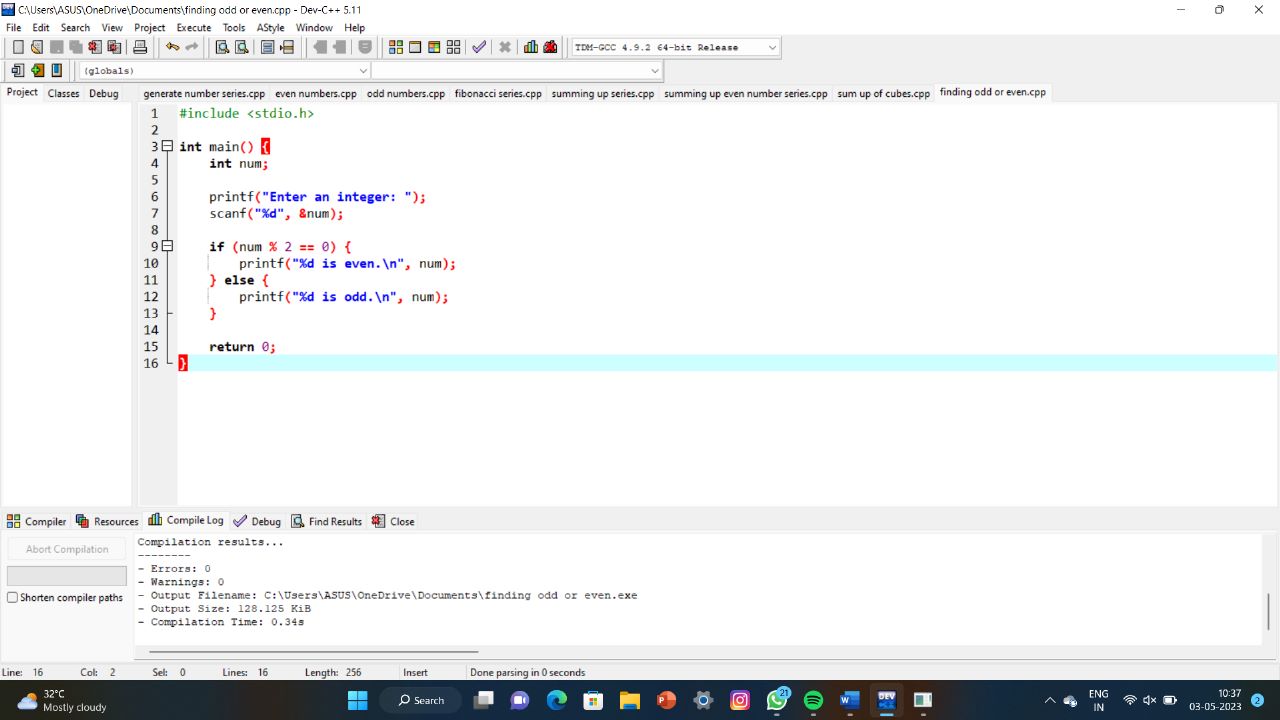 C:\Users\ASUS\OneDrive\Documents\finding odd or even.cpp - Dev-C++ 5.11
File Edit Search View Project Execute Tools AStyle Window Help
TDM-GCC 4.9.2 64-bit Release
(globals)
Project Classes Debug
generate number series.cpp even numbers.cpp odd numbers.cpp fibonacci series.cpp summing up series.cpp summing up even number series.cpp sum up of cubes.cpp finding odd or even.cpp
1 #include <stdio.h>
2
3 int main() {
4 int num;
5
6 printf("Enter an integer: ");
7 scanf("%d", &num);
8
9 if (num % 2 == 0) {
10 printf("%d is even.\n", num);
11 } else {
12 printf("%d is odd.\n", num);
13 }
14
15 return 0;
16 }
Compiler Resources Compile Log Debug Find Results Close
Abort Compilation
Shorten compiler paths
Compilation results...
--------
- Errors: 0
- Warnings: 0
- Output Filename: C:\Users\ASUS\OneDrive\Documents\finding odd or even.exe
- Output Size: 128.125 KiB
- Compilation Time: 0.34s
Line: 16 Col: 2 Sel: 0 Lines: 16 Length: 256 Insert Done parsing in 0 seconds
32°C
Mostly cloudy
Search
21
DEV
ENG
IN
10:37
03-05-2023
2